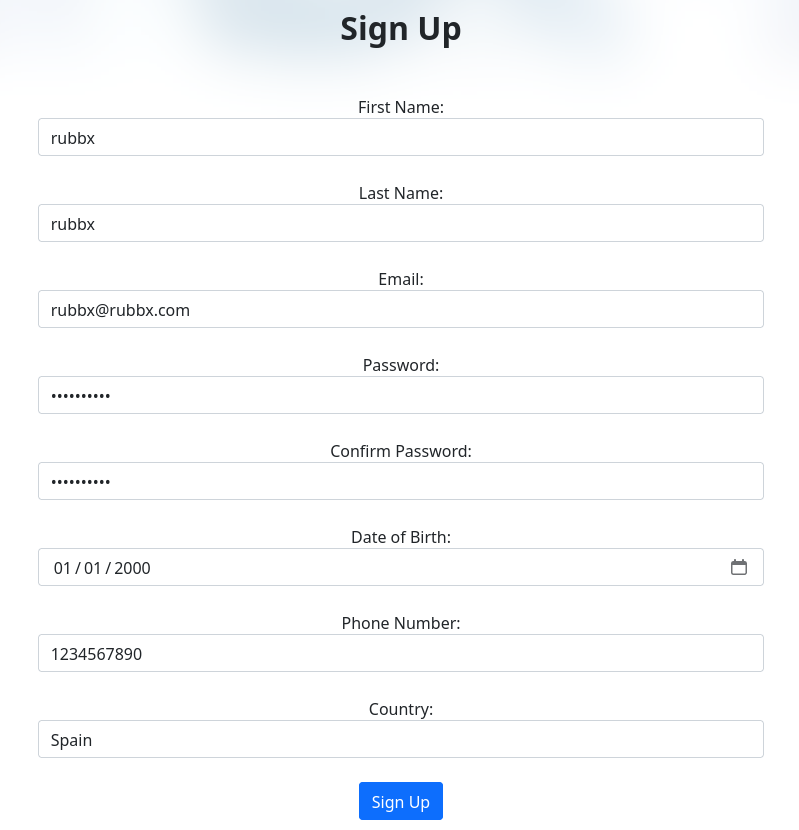 Sign Up
First Name:
rubbx
Last Name:
rubbx
Email:
rubbx@rubbx.com
Password:
••••••••••
Confirm Password:
••••••••••
Date of Birth:
01 / 01 / 2000
Phone Number:
1234567890
Country:
Spain
Sign Up